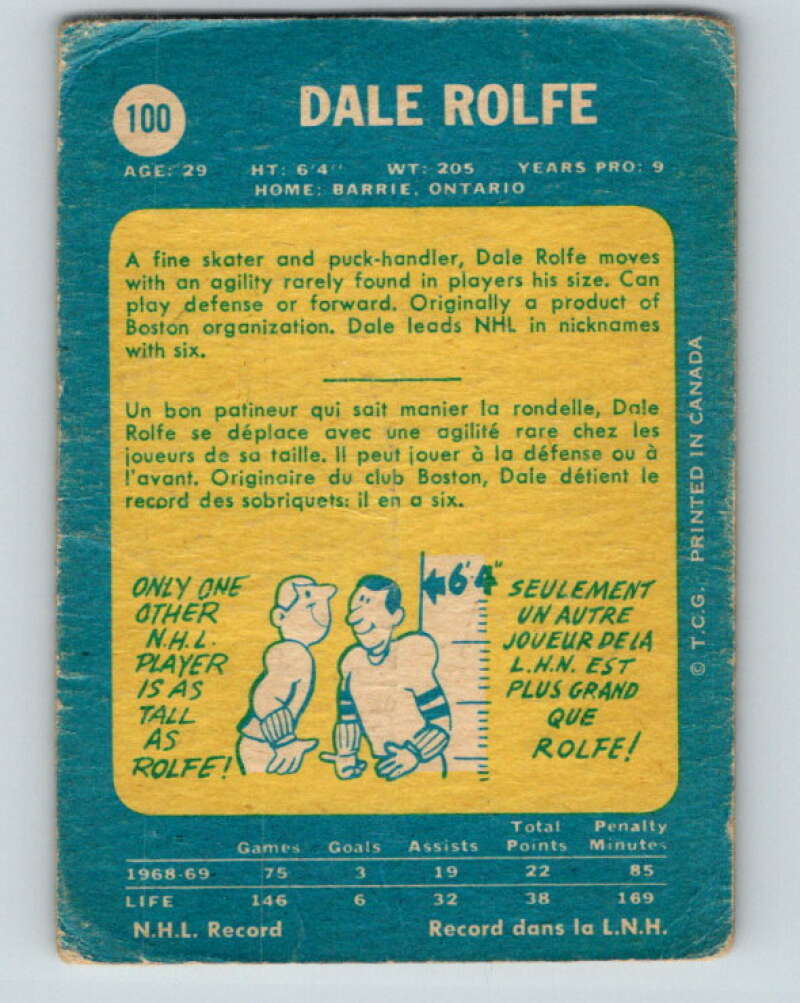 100
DALE ROLFE
AGE: 29 HT: 6'4" WT: 205 YEARS PRO: 9
HOME: BARRIE, ONTARIO
A fine skater and puck-handler, Dale Rolfe moves
with an agility rarely found in players his size. Can
play defense or forward. Originally a product of
Boston organization. Dale leads NHL in nicknames
with six.
Un bon patineur qui sait manier la rondelle, Dale
Rolfe se déplace avec une agilité rare chez les
joueurs de sa taille. Il peut jouer à la défense ou à
l'avant. Originaire du club Boston, Dale détient le
record des sobriquets: il en a six.
ONLY ONE
OTHER
N.H.L.
PLAYER
IS AS
TALL
AS
ROLFE!
6'4"
SEULEMENT
UN AUTRE
JOUEUR DE LA
L.H.N. EST
PLUS GRAND
QUE
ROLFE!
© T.C.G. PRINTED IN CANADA
Games Goals Assists Total Points Penalty Minutes
1968-69 75 3 19 22 85
LIFE 146 6 32 38 169
N.H.L. Record Record dans la L.N.H.